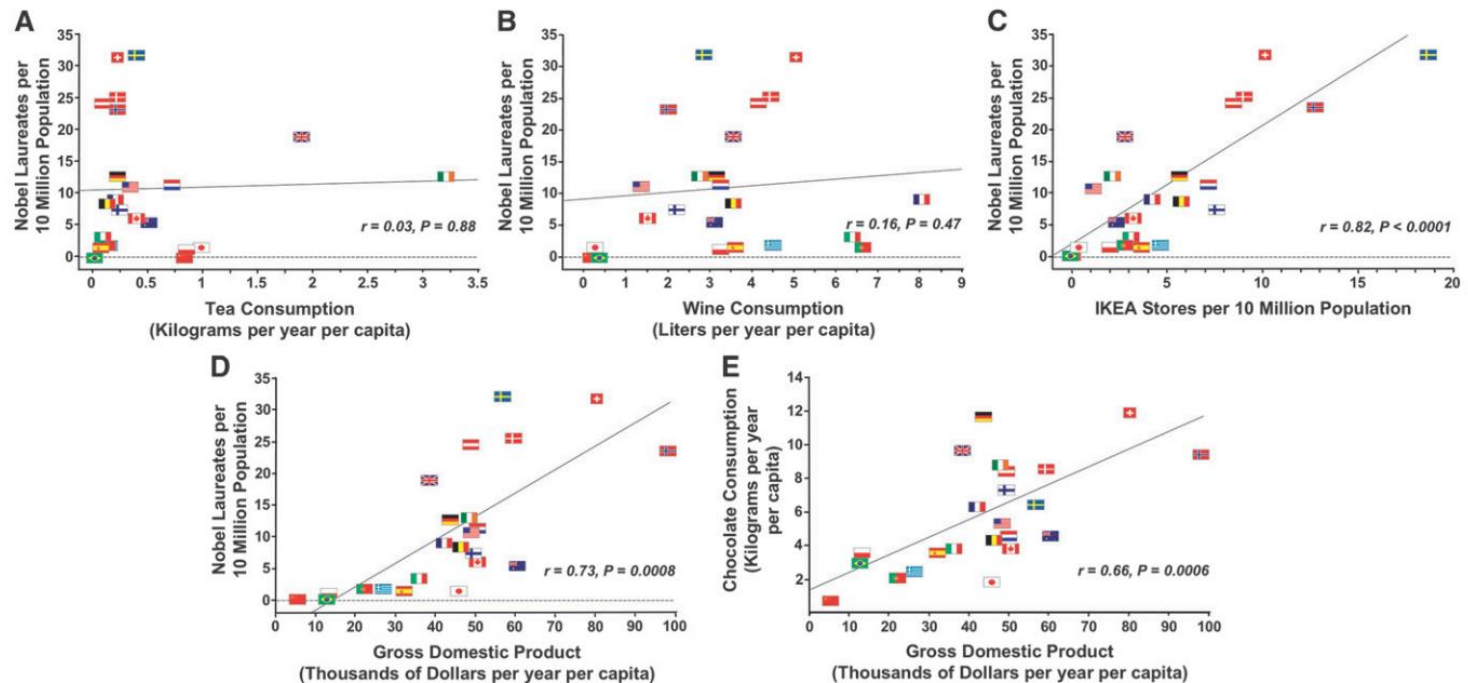 A
Nobel Laureates per
10 Million Population
35
30
25
20
15
10
5
0
r = 0.03, P = 0.88
0 0.5 1 1.5 2 2.5 3 3.5
Tea Consumption
(Kilograms per year per capita)
B
Nobel Laureates per
10 Million Population
35
30
25
20
15
10
5
0
r = 0.16, P = 0.47
0 1 2 3 4 5 6 7 8 9
Wine Consumption
(Liters per year per capita)
C
Nobel Laureates per
10 Million Population
35
30
25
20
15
10
5
0
r = 0.82, P < 0.0001
0 5 10 15 20
IKEA Stores per 10 Million Population
D
Nobel Laureates per
10 Million Population
35
30
25
20
15
10
5
0
r = 0.73, P = 0.0008
0 10 20 30 40 50 60 70 80 90 100
Gross Domestic Product
(Thousands of Dollars per year per capita)
E
Chocolate Consumption
(Kilograms per year
per capita)
14
12
10
8
6
4
2
r = 0.66, P = 0.0006
0 10 20 30 40 50 60 70 80 90 100
Gross Domestic Product
(Thousands of Dollars per year per capita)